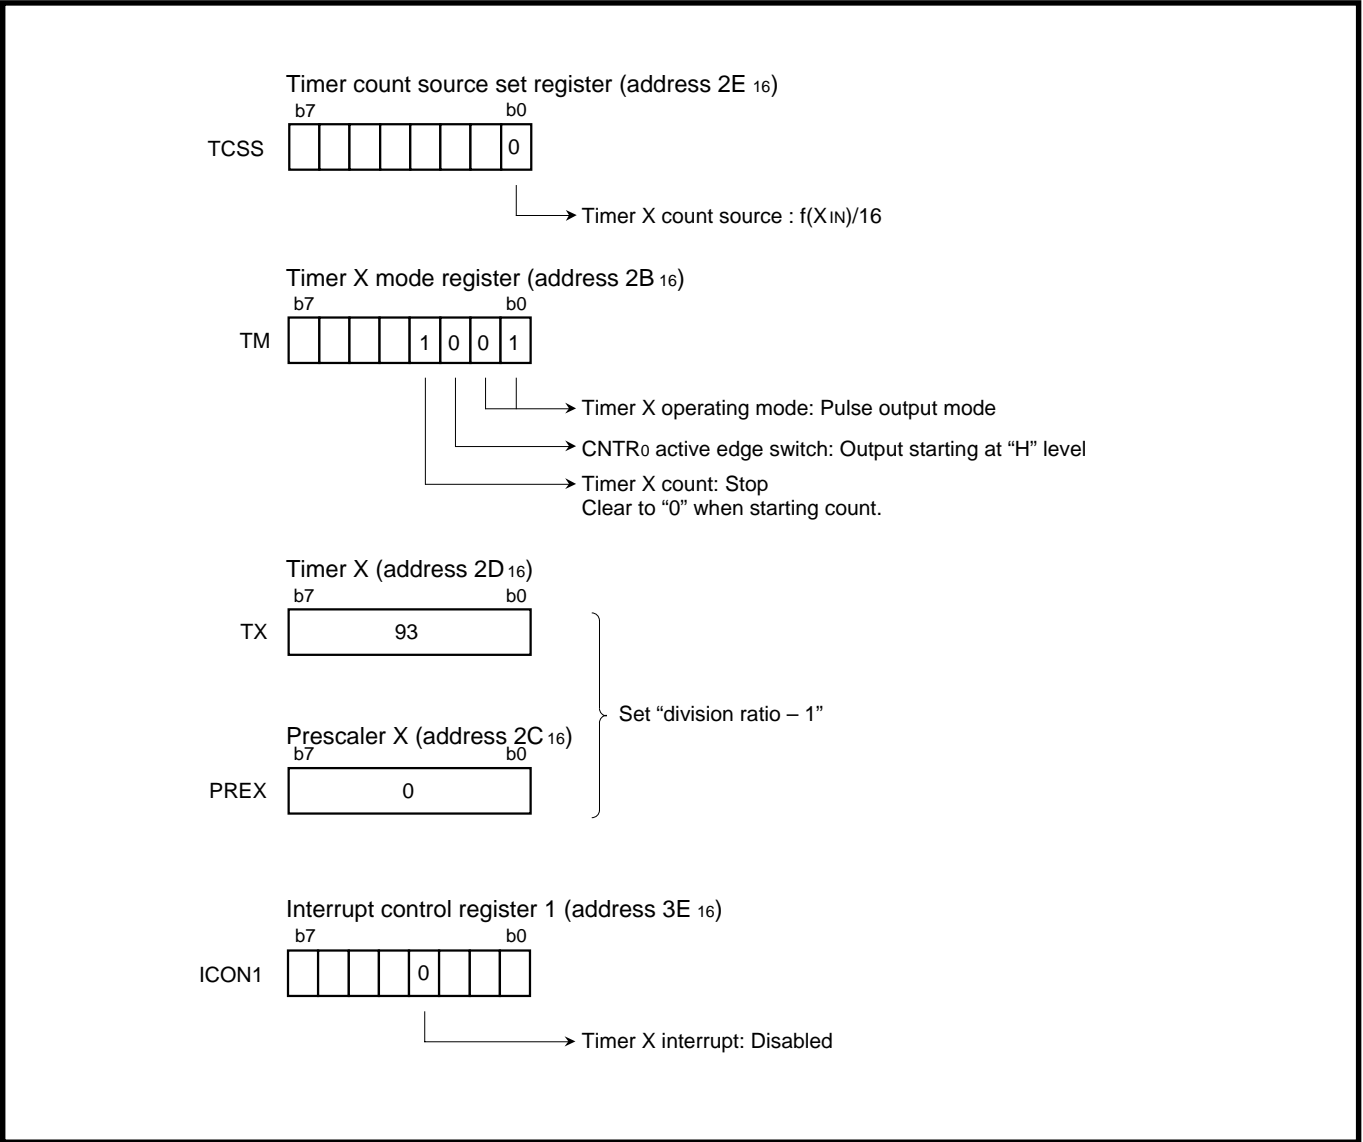 Timer count source set register (address 2E 16)
b7 b0
TCSS 0
Timer X count source : f(XIN)/16
Timer X mode register (address 2B 16)
b7 b0
TM 1 0 0 1
Timer X operating mode: Pulse output mode
CNTR0 active edge switch: Output starting at “H” level
Timer X count: Stop
Clear to “0” when starting count.
Timer X (address 2D 16)
b7 b0
TX 93
Set “division ratio – 1”
Prescaler X (address 2C 16)
b7 b0
PREX 0
Interrupt control register 1 (address 3E 16)
b7 b0
ICON1 0
Timer X interrupt: Disabled